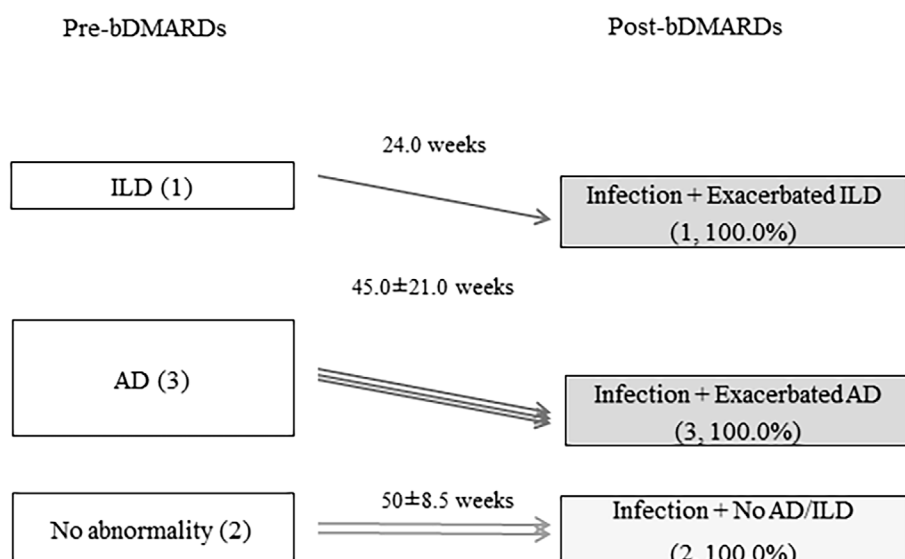 Pre-bDMARDs
Post-bDMARDs
24.0 weeks
ILD (1)
Infection + Exacerbated ILD
(1, 100.0%)
45.0±21.0 weeks
AD (3)
Infection + Exacerbated AD
(3, 100.0%)
50±8.5 weeks
No abnormality (2)
Infection + No AD/ILD
(2, 100.0%)